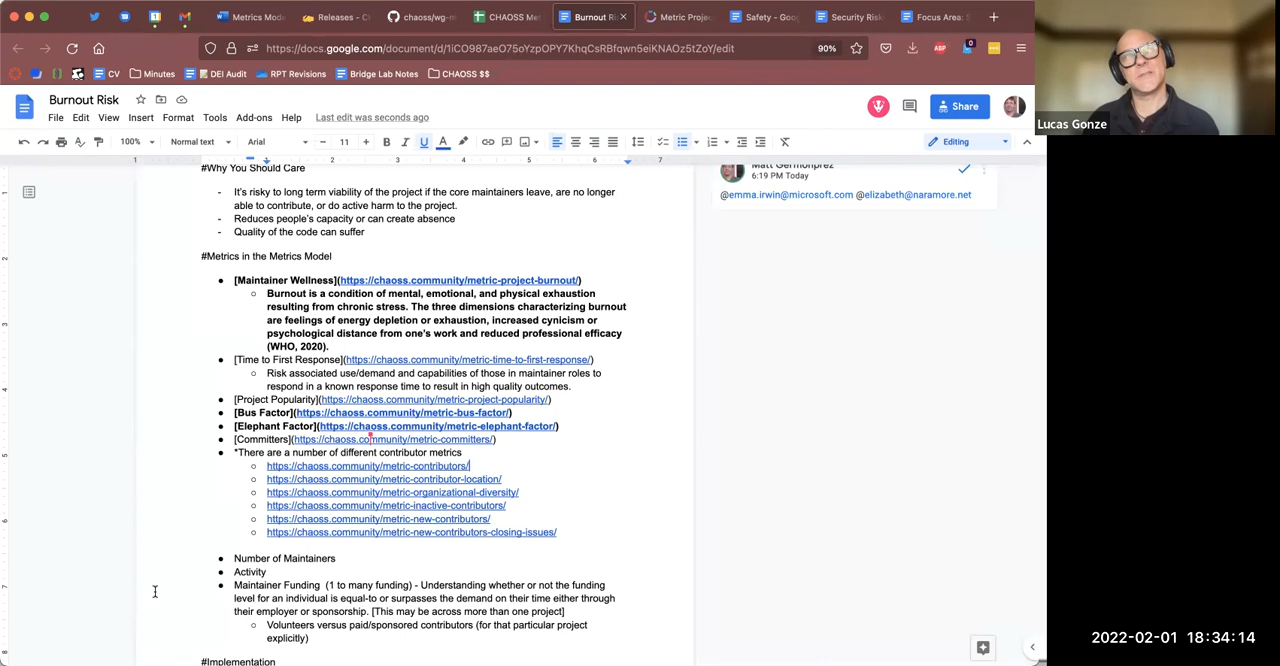 Metrics Mode
Releases - C
chaoss/wg-m
CHAOSS Met
Burnout Ris
Metric Projec
Safety - Goog
Security Risk
Focus Area: S
https://docs.google.com/document/d/1iCO987aeO75oYzpOPY7KhqCsRBfqwn5eiKNAOz5tZoY/edit
90%
ABP
0
CV
Minutes
DEI Audit
RPT Revisions
Bridge Lab Notes
CHAOSS $$
Lucas Gonze
Burnout Risk
File Edit View Insert Format Tools Add-ons Help Last edit was seconds ago
Share
100% Normal text Arial 11 B I U A Editing
1 1 2 3 4 5 6 7
#Why You Should Care
- It's risky to long term viability of the project if the core maintainers leave, are no longer
able to contribute, or do active harm to the project.
- Reduces people's capacity or can create absence
- Quality of the code can suffer
#Metrics in the Metrics Model
● [Maintainer Wellness](https://chaoss.community/metric-project-burnout/)
○ Burnout is a condition of mental, emotional, and physical exhaustion
resulting from chronic stress. The three dimensions characterizing burnout
are feelings of energy depletion or exhaustion, increased cynicism or
psychological distance from one's work and reduced professional efficacy
(WHO, 2020).
● [Time to First Response](https://chaoss.community/metric-time-to-first-response/)
○ Risk associated use/demand and capabilities of those in maintainer roles to
respond in a known response time to result in high quality outcomes.
● [Project Popularity](https://chaoss.community/metric-project-popularity/)
● [Bus Factor](https://chaoss.community/metric-bus-factor/)
● [Elephant Factor](https://chaoss.community/metric-elephant-factor/)
● [Committers](https://chaoss.community/metric-committers/)
● *There are a number of different contributor metrics
○ https://chaoss.community/metric-contributors/
○ https://chaoss.community/metric-contributor-location/
○ https://chaoss.community/metric-organizational-diversity/
○ https://chaoss.community/metric-inactive-contributors/
○ https://chaoss.community/metric-new-contributors/
○ https://chaoss.community/metric-new-contributors-closing-issues/
● Number of Maintainers
● Activity
● Maintainer Funding (1 to many funding) - Understanding whether or not the funding
level for an individual is equal-to or surpasses the demand on their time either through
their employer or sponsorship. [This may be across more than one project]
○ Volunteers versus paid/sponsored contributors (for that particular project
explicitly)
#Implementation
Matt Germonprez
6:19 PM Today
@emma.irwin@microsoft.com @elizabeth@naramore.net
2022-02-01 18:34:14